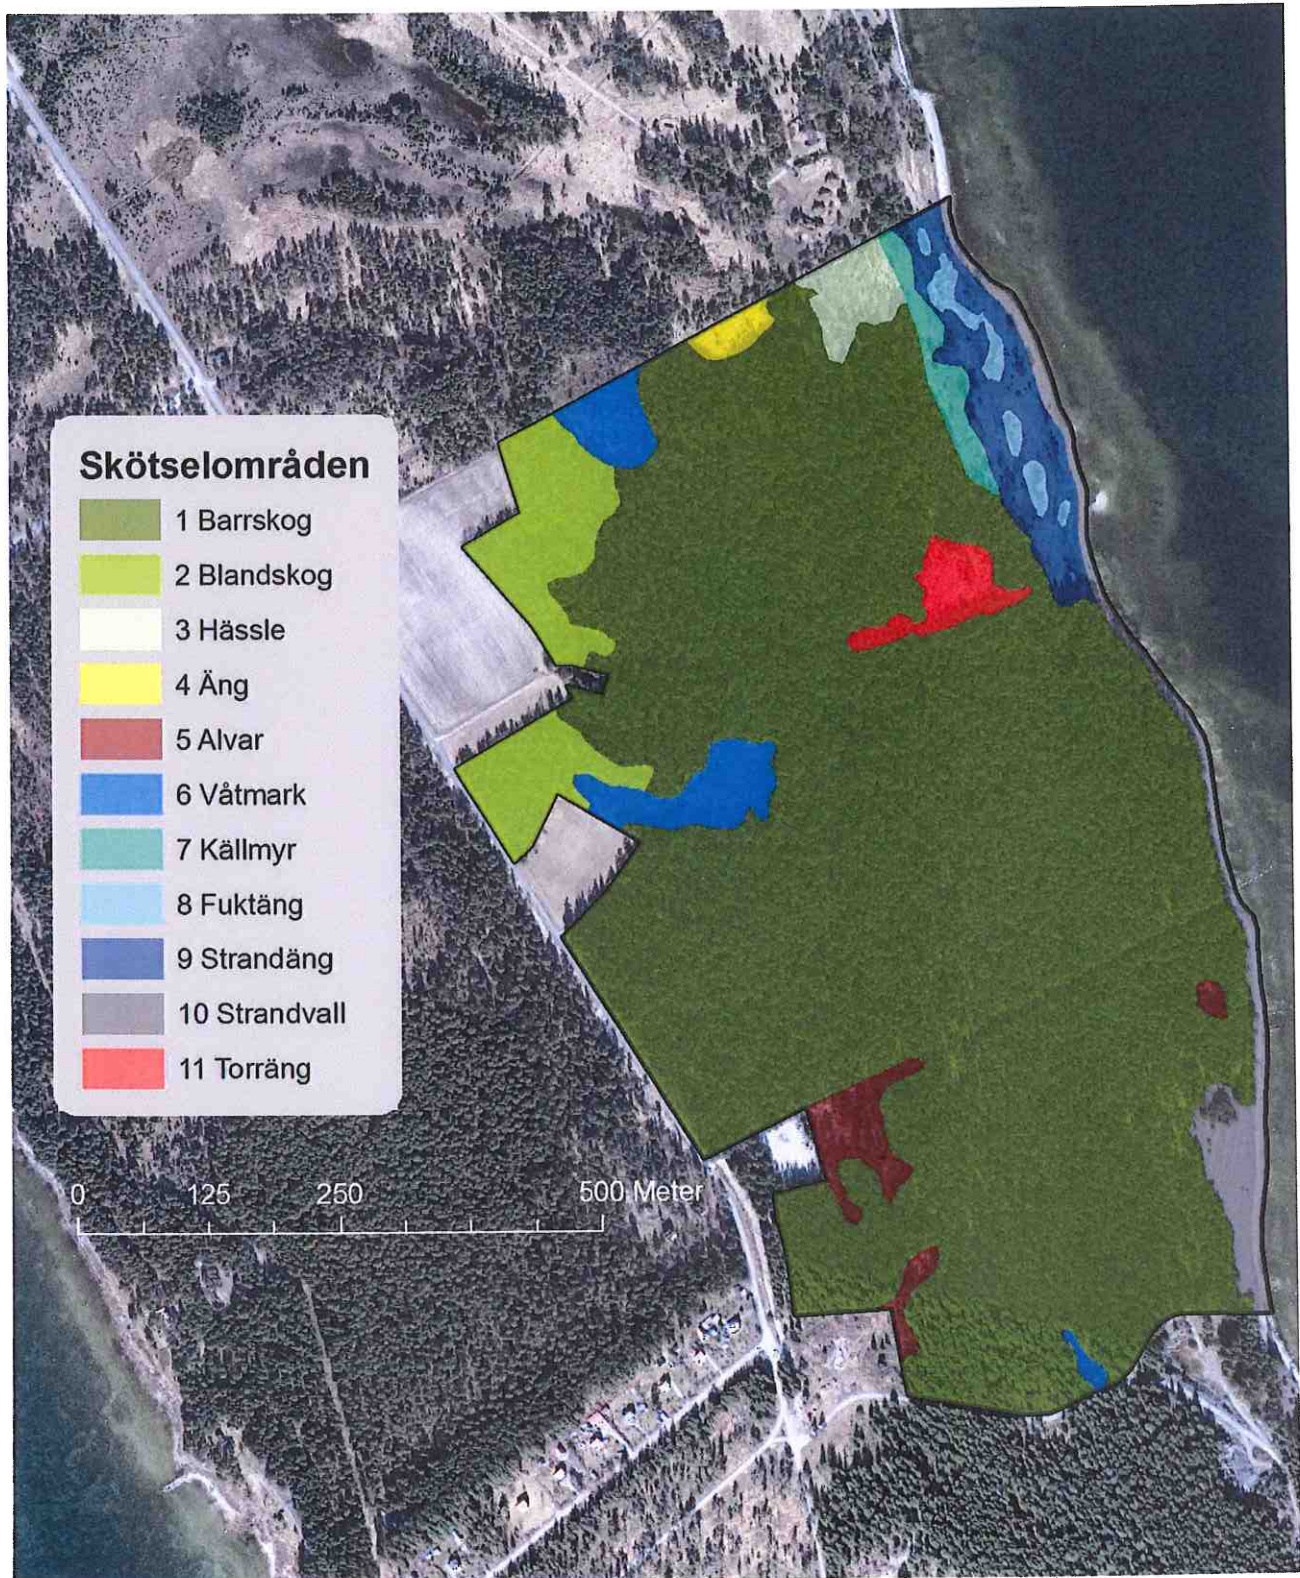 Skötselområden
1 Barrskog
2 Blandskog
3 Hässle
4 Äng
5 Alvar
6 Våtmark
7 Källmyr
8 Fuktäng
9 Strandäng
10 Strandvall
11 Torräng
0 125 250 500 Meter